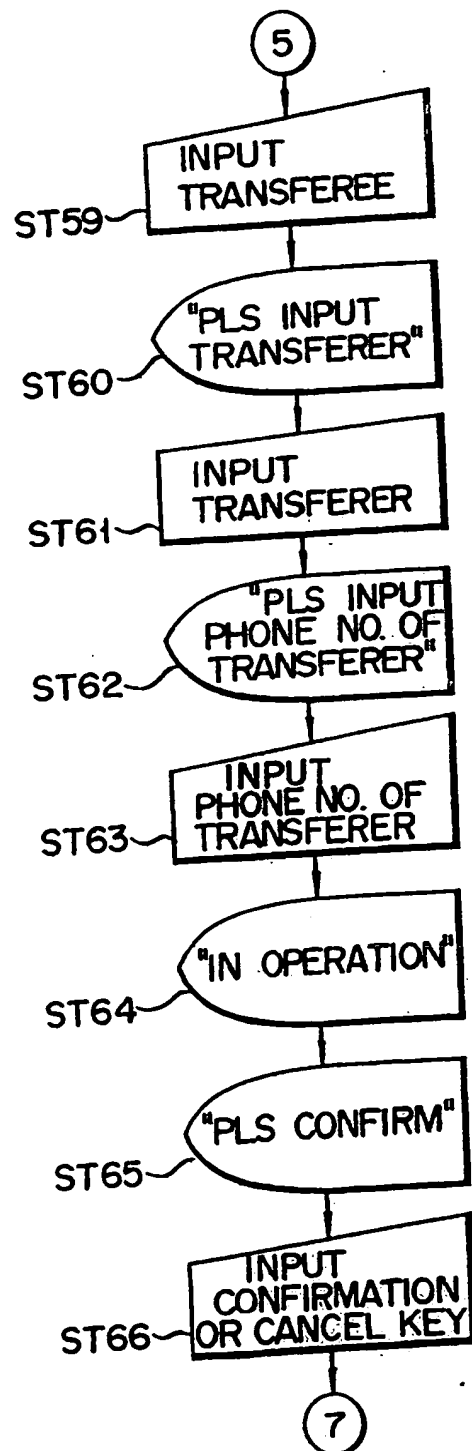 5
INPUT
TRANSFEREE
ST59
"PLS INPUT
TRANSFERER"
ST60
INPUT
TRANSFERER
ST61
"PLS INPUT
PHONE NO. OF
TRANSFERER"
ST62
INPUT
PHONE NO. OF
TRANSFERER
ST63
"IN OPERATION"
ST64
"PLS CONFIRM"
ST65
INPUT
CONFIRMATION
OR CANCEL KEY
ST66
7